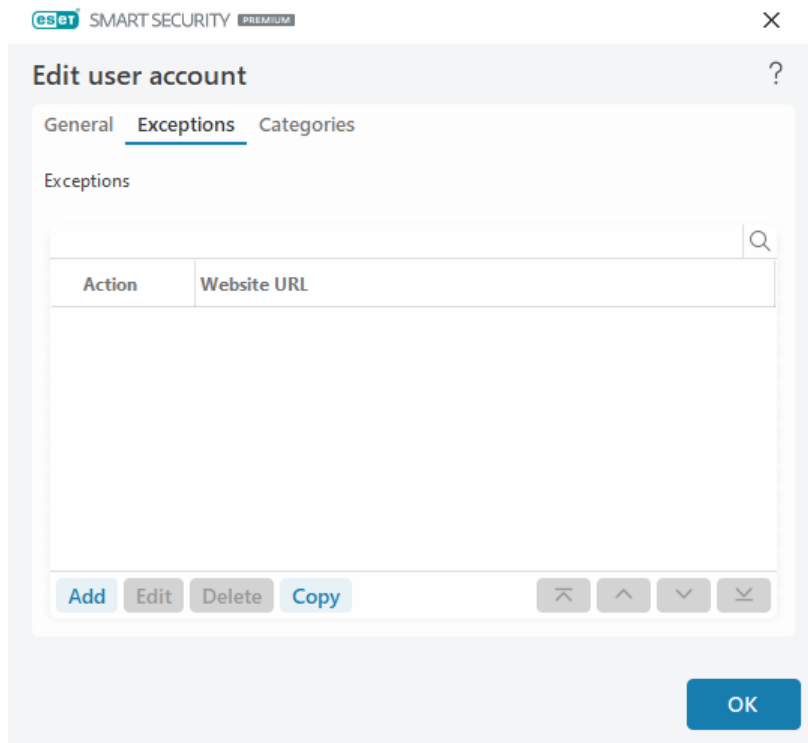 eset SMART SECURITY PREMIUM
Edit user account
?
General Exceptions Categories
Exceptions
Action Website URL
Add Edit Delete Copy
OK